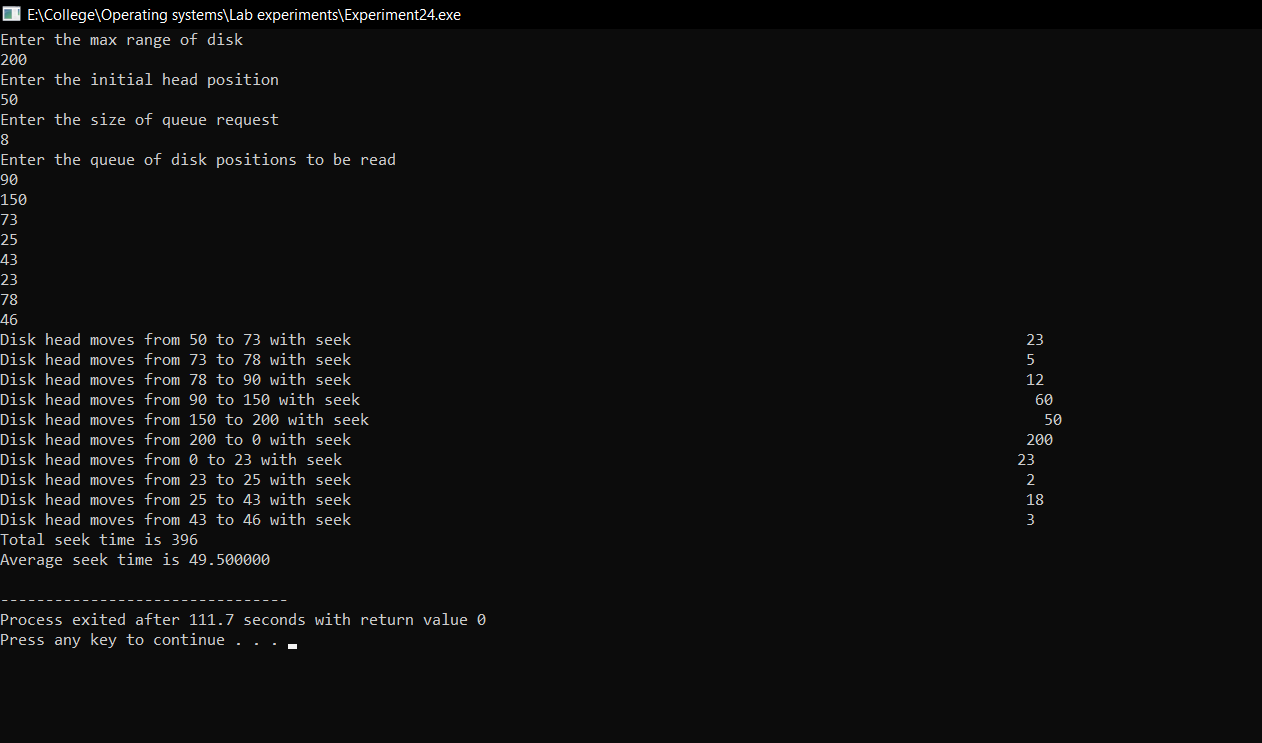 E:\College\Operating systems\Lab experiments\Experiment24.exe
Enter the max range of disk
200
Enter the initial head position
50
Enter the size of queue request
8
Enter the queue of disk positions to be read
90
150
73
25
43
23
78
46
Disk head moves from 50 to 73 with seek 23
Disk head moves from 73 to 78 with seek 5
Disk head moves from 78 to 90 with seek 12
Disk head moves from 90 to 150 with seek 60
Disk head moves from 150 to 200 with seek 50
Disk head moves from 200 to 0 with seek 200
Disk head moves from 0 to 23 with seek 23
Disk head moves from 23 to 25 with seek 2
Disk head moves from 25 to 43 with seek 18
Disk head moves from 43 to 46 with seek 3
Total seek time is 396
Average seek time is 49.500000
--------------------------------
Process exited after 111.7 seconds with return value 0
Press any key to continue . . .